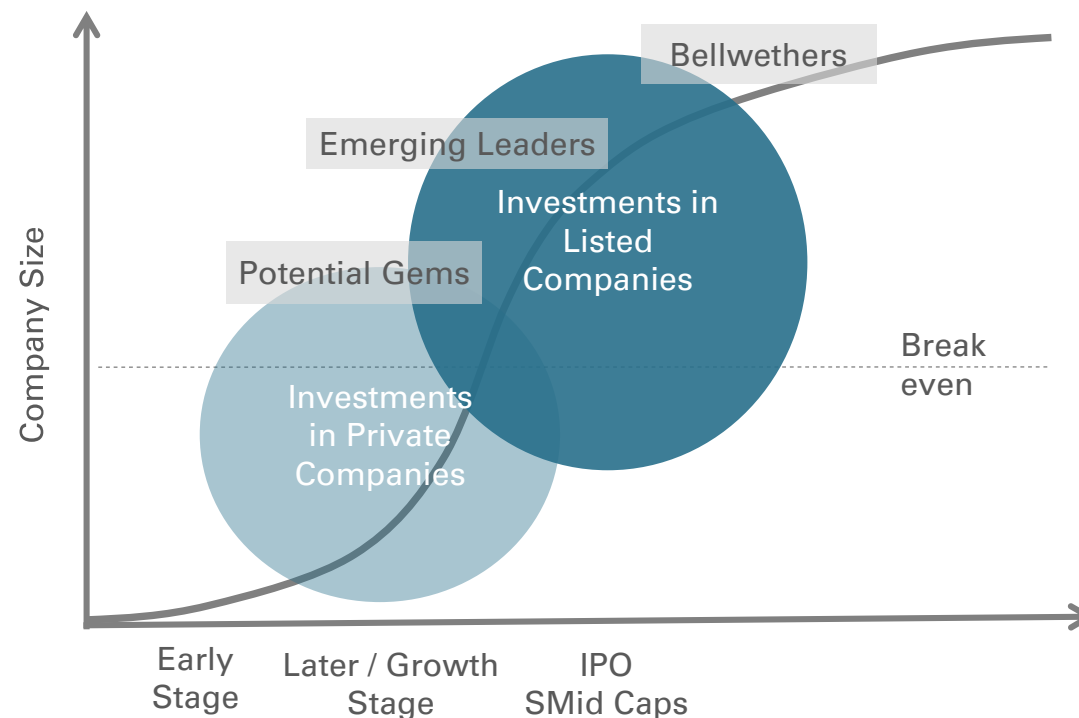 Bellwethers
Emerging Leaders
Investments in
Listed
Companies
Potential Gems
Company Size
Break
even
Investments
in Private
Companies
Early
Stage
Later / Growth
Stage
IPO
SMid Caps